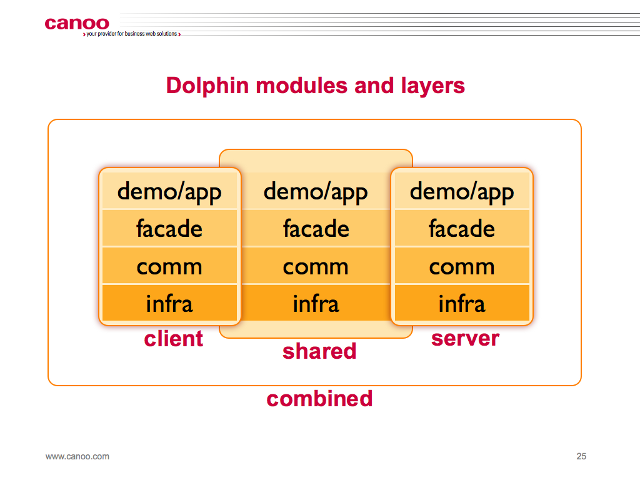 canoo
your provider for business web solutions
Dolphin modules and layers
demo/app demo/app demo/app
facade facade facade
comm comm comm
infra infra infra
client shared server
combined
www.canoo.com 25